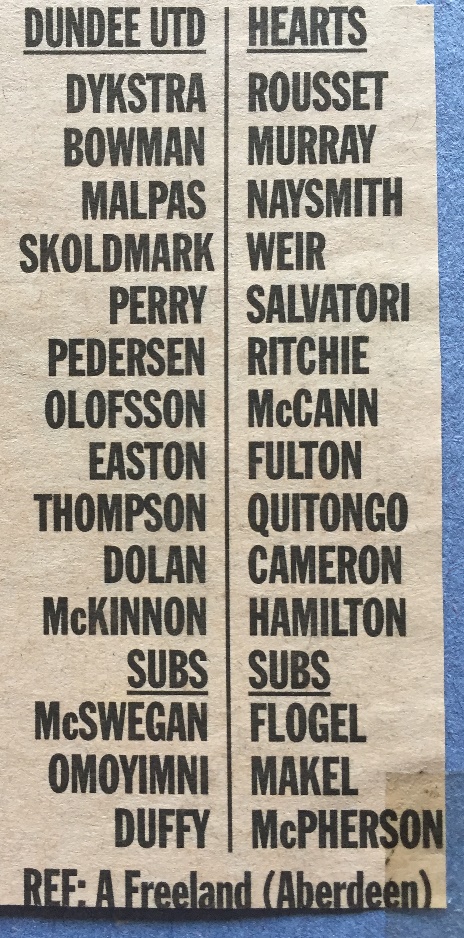 DUNDEE UTD HEARTS
DYKSTRA ROUSSET
BOWMAN MURRAY
MALPAS NAYSMITH
SKOLDMARK WEIR
PERRY SALVATORI
PEDERSEN RITCHIE
OLOFSSON McCANN
EASTON FULTON
THOMPSON QUITONGO
DOLAN CAMERON
McKINNON HAMILTON
SUBS SUBS
McSWEGAN FLOGEL
OMOYIMNI MAKEL
DUFFY McPHERSON
REF: A Freeland (Aberdeen)